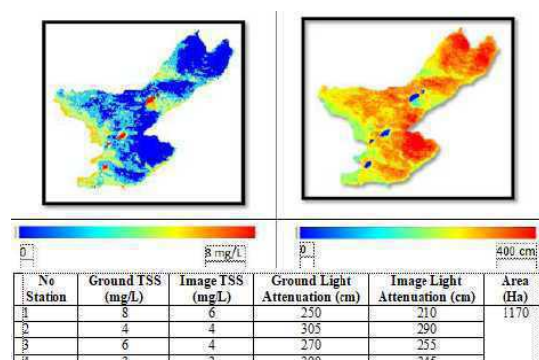 0 8 mg/L 0 400 cm
No Station Ground TSS (mg/L) Image TSS (mg/L) Ground Light Attenuation (cm) Image Light Attenuation (cm) Area (Ha)
1 8 6 250 210 1170
2 4 4 305 290
3 6 4 270 255